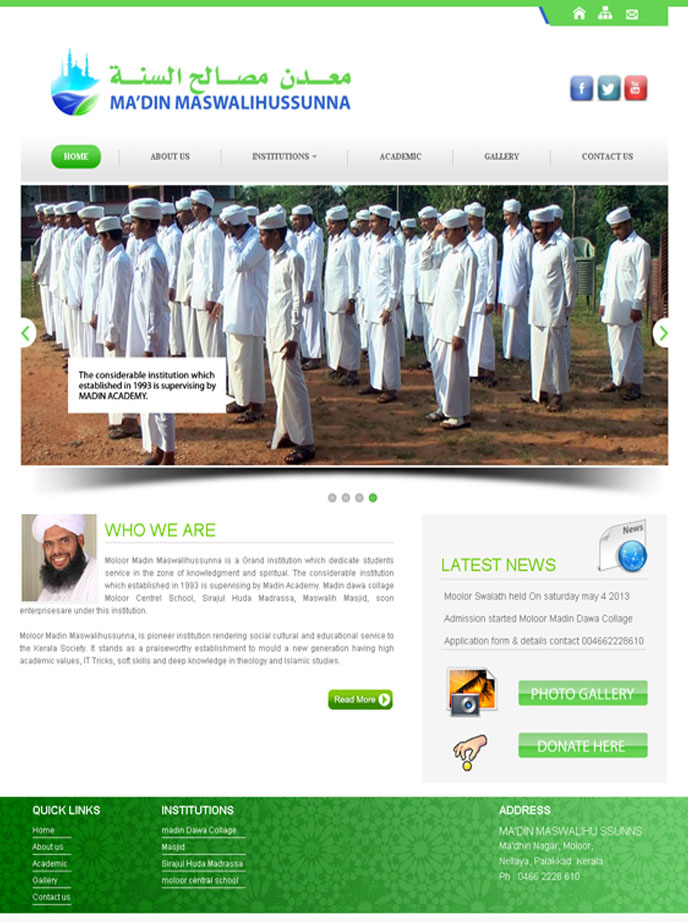 معدن مصالح السنة
MA'DIN MASWALIHUSSUNNA
HOME
ABOUT US
INSTITUTIONS
ACADEMIC
GALLERY
CONTACT US
The considerable institution which
established in 1993 is supervising by
MADIN ACADEMY.
WHO WE ARE
Moloor Madin Maswalihussunna is a Grand institution which dedicate students
service in the zone of knowledgment and spiritual. The considerable institution
which established in 1993 is supervising by Madin Academy. Madin dawa collage
Moloor Centrel School, Sirajul Huda Madrassa, Maswalih Masjid, soon
enterprisesare under this institution.
Moloor Madin Maswalihussunna, is pioneer institution rendering social cultural and educational service to
the Kerala Society. It stands as a praiseworthy establishment to mould a new generation having high
academic values, IT Tricks, soft skills and deep knowledge in theology and Islamic studies.
Read More
News
LATEST NEWS
Moolor Swalath held On saturday may 4 2013
Admission started Moloor Madin Dawa Collage
Application form & details contact 004662228610
PHOTO GALLERY
DONATE HERE
QUICK LINKS
Home
About us
Academic
Gallery
Contact us
INSTITUTIONS
madin Dawa Collage
Masjid
Sirajul Huda Madrassa
moloor central school
ADDRESS
MA'DIN MASWALIHU SSUNNS
Ma'dhin Nagar, Moloor,
Nellaya, Palakkad Kerala
Ph : 0466 2228 610